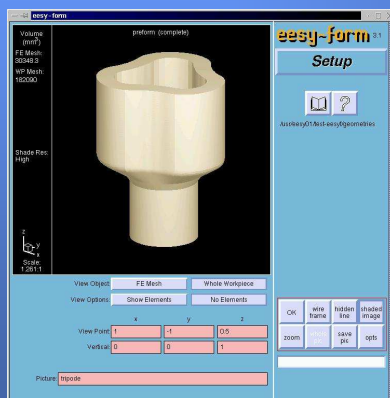 eesy-form
Volume
(mm³)
FE Mesh:
30348.3
WP Mesh:
182090
Shade Res:
High
preform (complete)
z
y
x
Scale:
1.261:1
eesy-form 3.1
Setup
View Object: FE Mesh Whole Workpiece
View Options: Show Elements No Elements
x y z
View Point: 1 -1 0.5
Vertical: 0 0 1
Picture: tripode
OK wire frame hidden line shaded image
zoom save pic opts